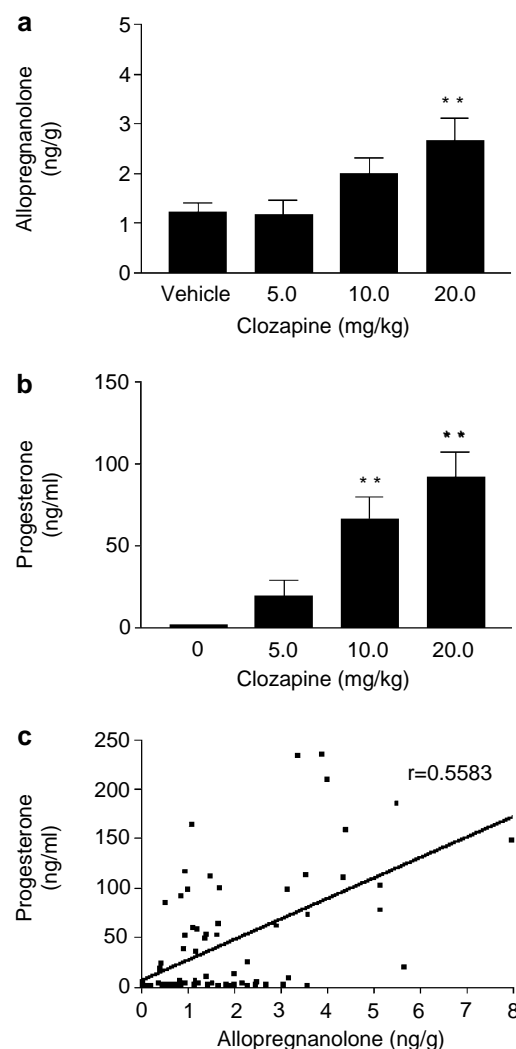 a
Allopregnanolone
(ng/g)
5
4
3
2
1
0
* *
Vehicle 5.0 10.0 20.0
Clozapine (mg/kg)
b
Progesterone
(ng/ml)
150
100
50
0
* *
* *
0 5.0 10.0 20.0
Clozapine (mg/kg)
c
Progesterone
(ng/ml)
250
200
150
100
50
0
r=0.5583
0 1 2 3 4 5 6 7 8
Allopregnanolone (ng/g)